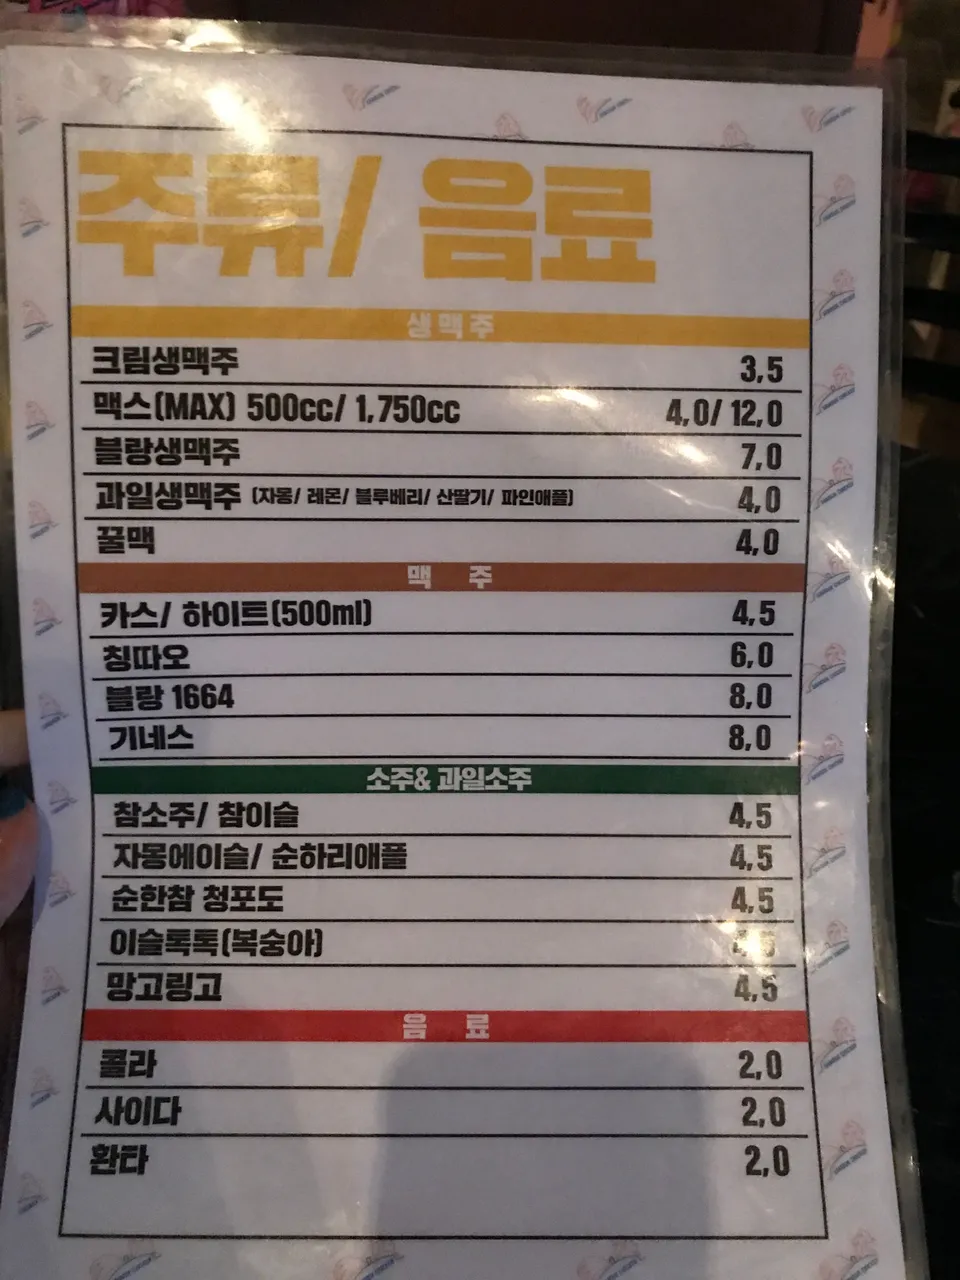 주류/ 음료
생맥주
크림생맥주 3,5
맥스(MAX) 500cc/ 1,750cc 4,0/ 12,0
블랑생맥주 7,0
과일생맥주 (자몽/ 레몬/ 블루베리/ 산딸기/ 파인애플) 4,0
꿀맥 4,0
맥 주
카스/ 하이트(500ml) 4,5
칭따오 6,0
블랑 1664 8,0
기네스 8,0
소주& 과일소주
참소주/ 참이슬 4,5
자몽에이슬/ 순하리애플 4,5
순한참 청포도 4,5
이슬톡톡(복숭아) 4,5
망고링고 4,5
음 료
콜라 2,0
사이다 2,0
환타 2,0